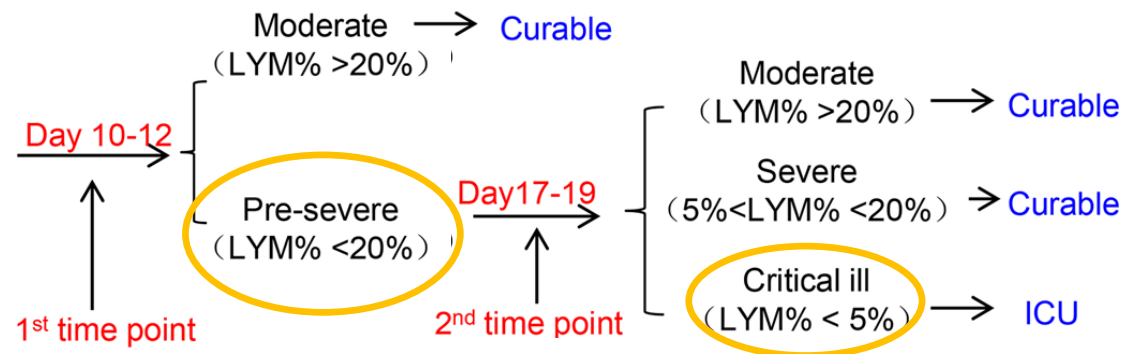 Moderate
（LYM% >20%）
Curable
Day 10-12
Pre-severe
（LYM% <20%）
1st time point
Day17-19
2nd time point
Moderate
（LYM% >20%）
Curable
Severe
（5%<LYM% <20%）
Curable
Critical ill
（LYM% < 5%）
ICU